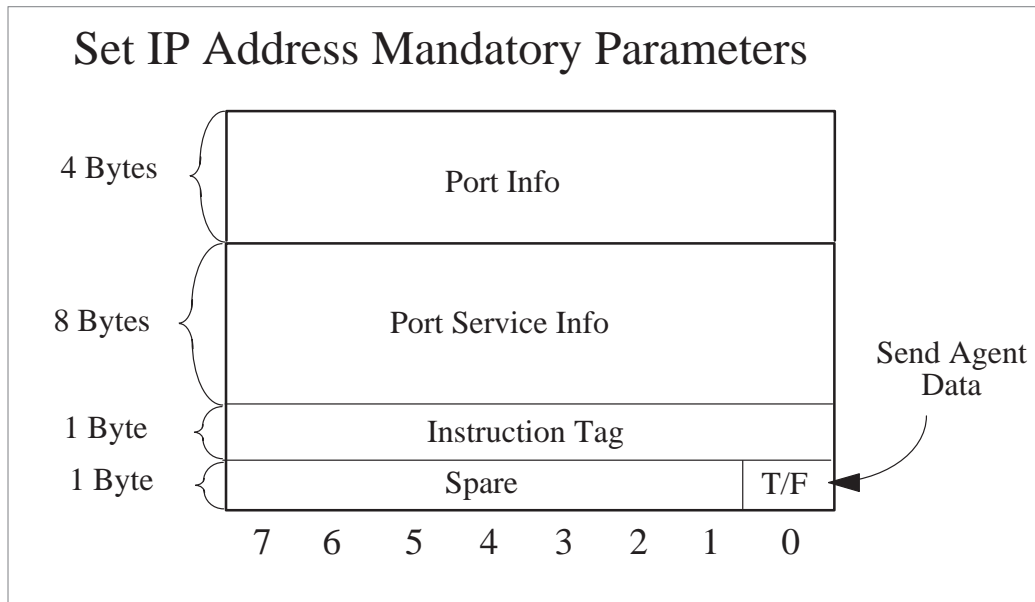 Set IP Address Mandatory Parameters
4 Bytes
Port Info
8 Bytes
Port Service Info
Send Agent
Data
1 Byte
Instruction Tag
1 Byte
Spare
T/F
7 6 5 4 3 2 1 0